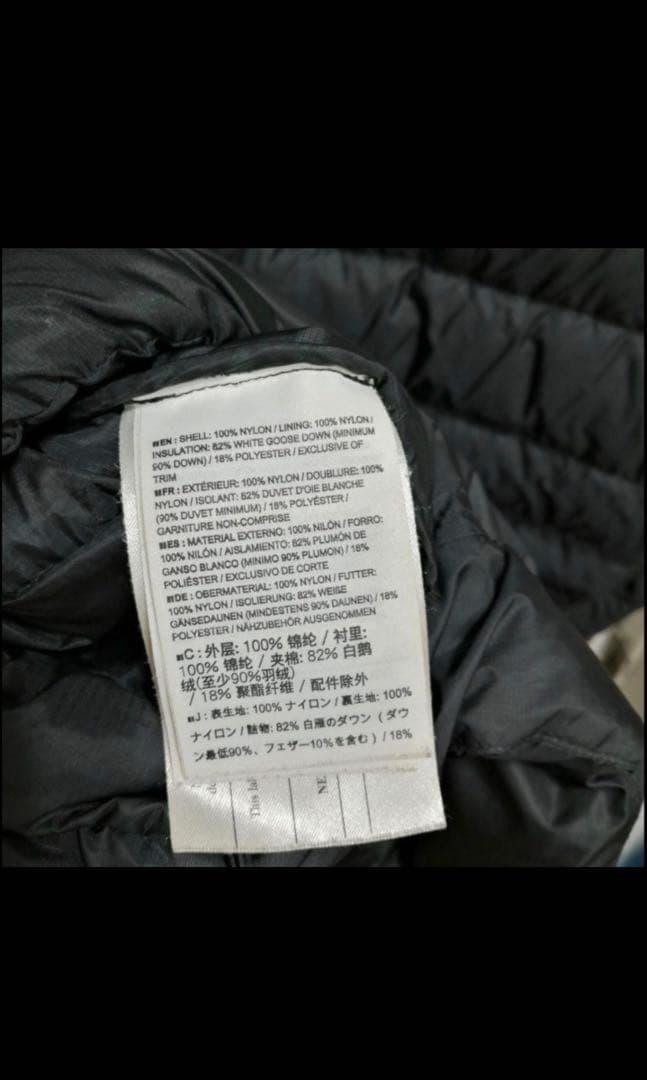 EN : SHELL: 100% NYLON / LINING: 100% NYLON /
INSULATION: 82% WHITE GOOSE DOWN (MINIMUM
90% DOWN) / 18% POLYESTER / EXCLUSIVE OF
TRIM
FR : EXTÉRIEUR: 100% NYLON / DOUBLURE: 100%
NYLON / ISOLANT: 82% DUVET D'OIE BLANCHE
(90% DUVET MINIMUM) / 18% POLYÉSTER /
GARNITURE NON-COMPRISE
ES : MATERIAL EXTERNO: 100% NILÓN / FORRO:
100% NILÓN / AISLAMIENTO: 82% PLUMÓN DE
GANSO BLANCO (MINIMO 90% PLUMON) / 18%
POLIÉSTER / EXCLUSIVO DE CORTE
DE : OBERMATERIAL: 100% NYLON / FUTTER:
100% NYLON / ISOLIERUNG: 82% WEIßE
GÄNSEDAUNEN (MINDESTENS 90% DAUNEN) / 18%
POLYESTER / NÄHZUBEHÖR AUSGENOMMEN
C: 外层: 100% 锦纶 / 衬里:
100% 锦纶 / 夹棉: 82% 白鹅
绒(至少90%羽绒)
/ 18% 聚酯纤维 / 配件除外
J : 表生地: 100% ナイロン / 裏生地: 100%
ナイロン / 詰物: 82% 白雁のダウン ( ダウ
ン最低90%、フェザー10%を含む) / 18%
This
NE